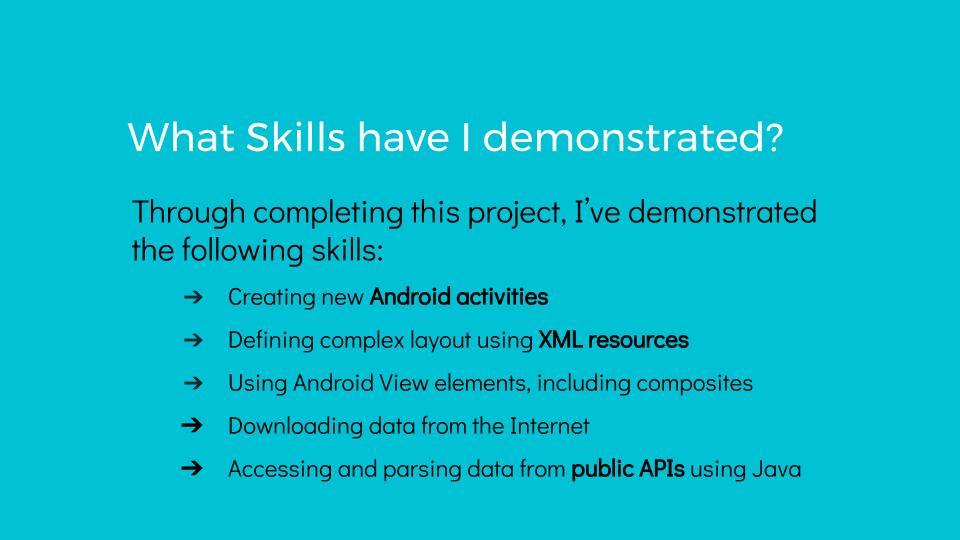 What Skills have I demonstrated?
Through completing this project, I've demonstrated
the following skills:
➔ Creating new Android activities
➔ Defining complex layout using XML resources
➔ Using Android View elements, including composites
➔ Downloading data from the Internet
➔ Accessing and parsing data from public APIs using Java